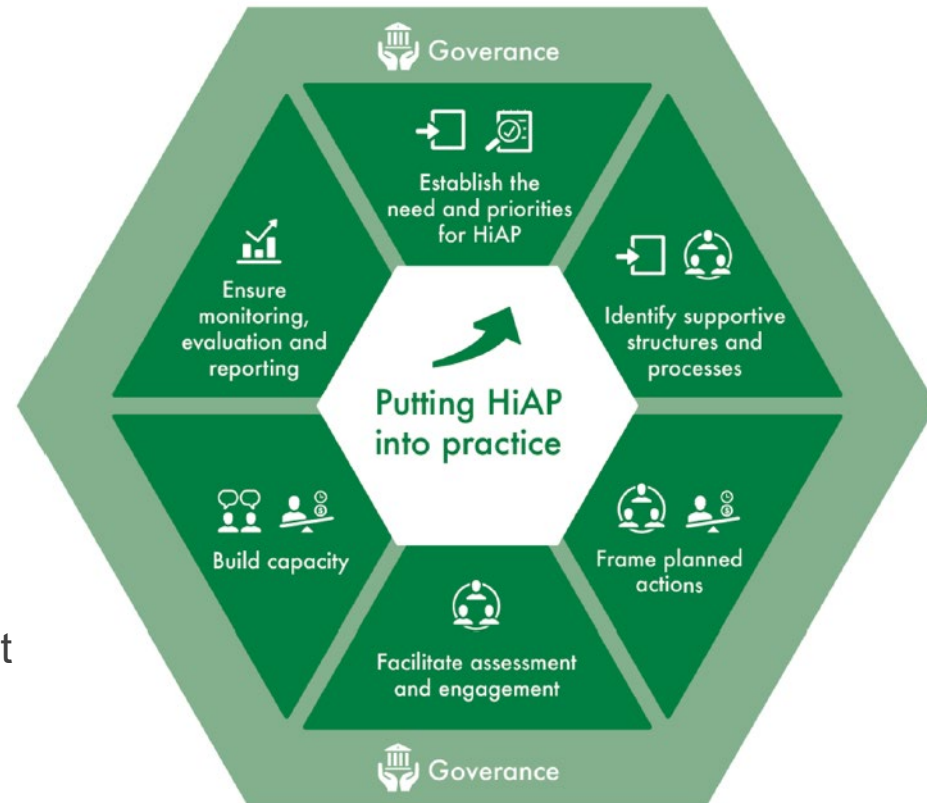 Goverance
Establish the
need and priorities
for HiAP
Identify supportive
structures and
processes
Frame planned
actions
Facilitate assessment
and engagement
Build capacity
Ensure
monitoring,
evaluation and
reporting
Putting HiAP
into practice
t
Goverance